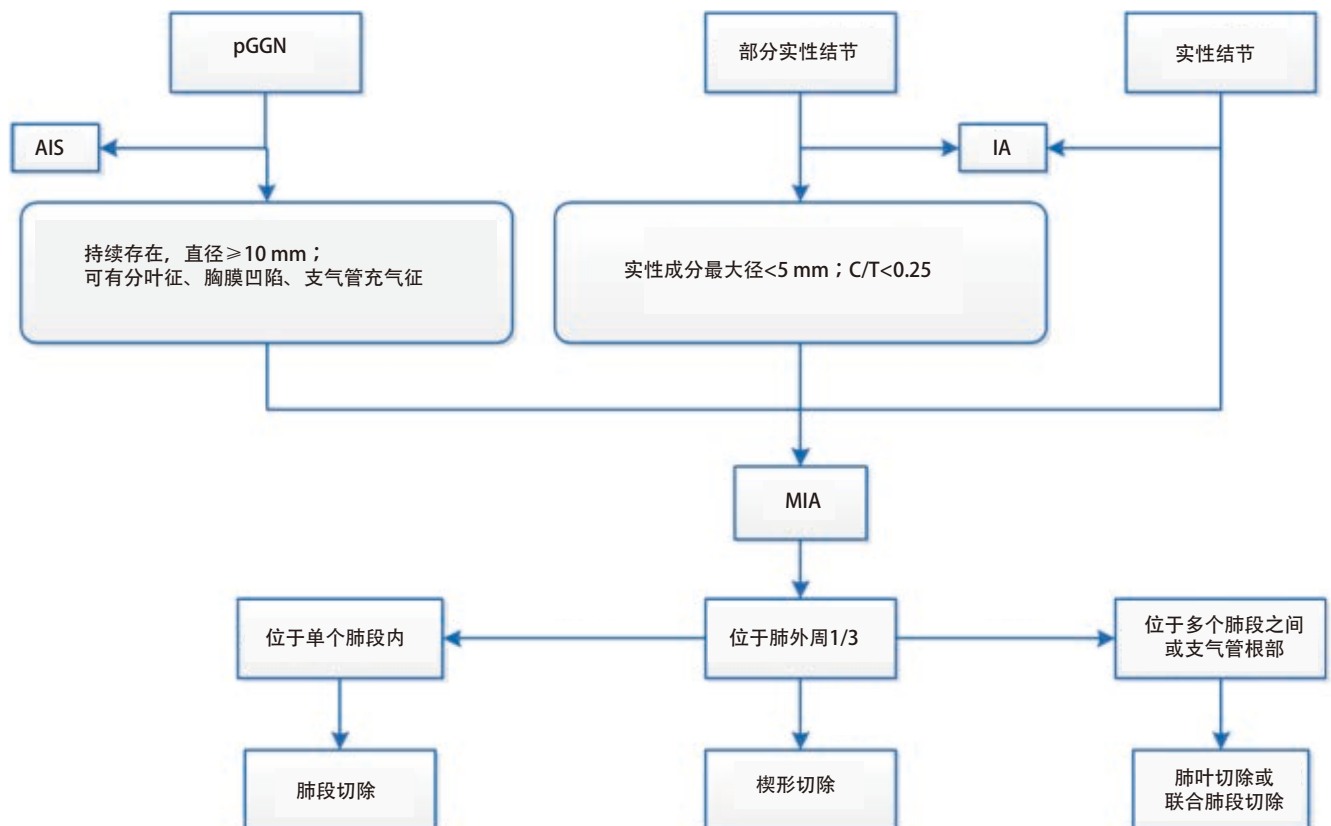 pGGN
部分实性结节
实性结节
AIS
IA
持续存在，直径≥10 mm；
可有分叶征、胸膜凹陷、支气管充气征
实性成分最大径<5 mm；C/T<0.25
MIA
位于单个肺段内
位于肺外周1/3
位于多个肺段之间
或支气管根部
肺段切除
楔形切除
肺叶切除或
联合肺段切除